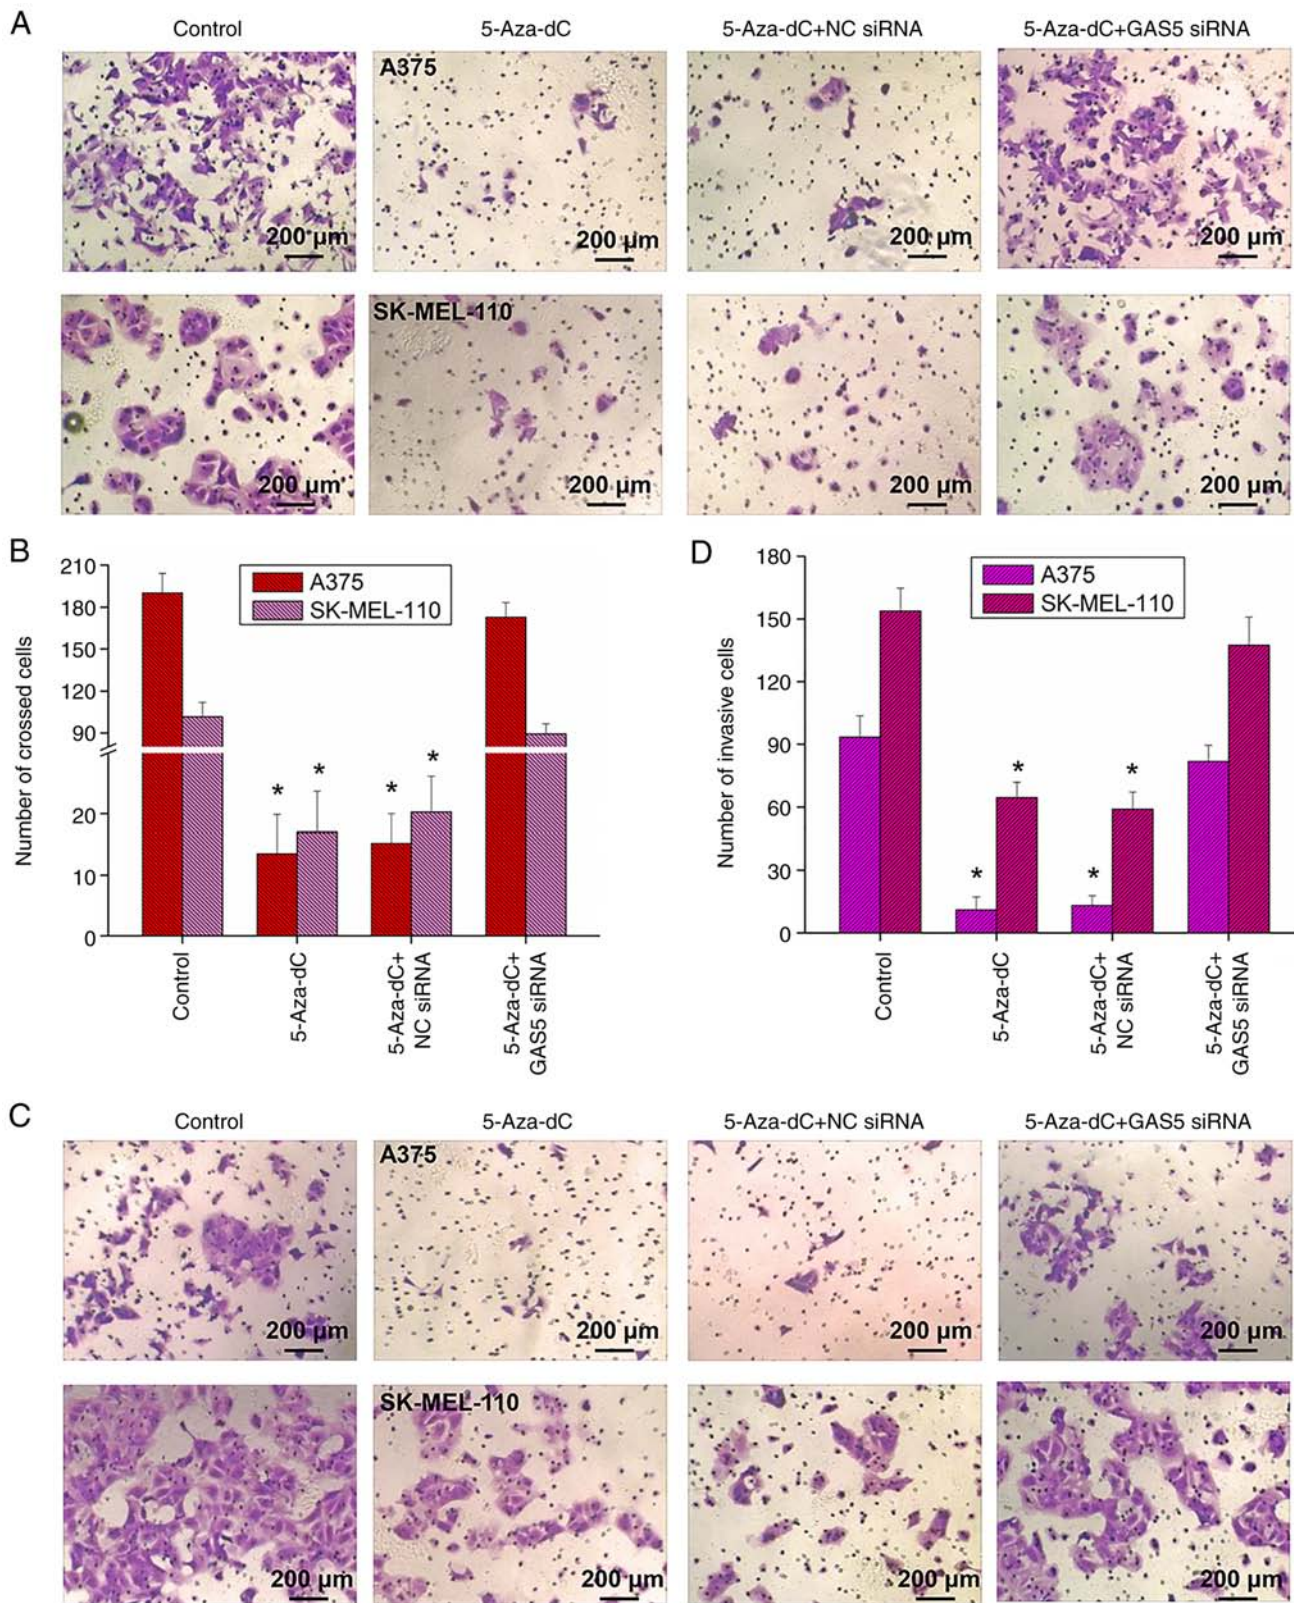 A
Control 5-Aza-dC 5-Aza-dC+NC siRNA 5-Aza-dC+GAS5 siRNA
A375
200 µm 200 µm 200 µm 200 µm
SK-MEL-110
200 µm 200 µm 200 µm 200 µm
B
Number of crossed cells
210
180
150
120
90
20
10
0
A375
SK-MEL-110
* * * *
Control
5-Aza-dC
5-Aza-dC+
NC siRNA
5-Aza-dC+
GAS5 siRNA
D
Number of invasive cells
180
150
120
90
60
30
0
A375
SK-MEL-110
* * * *
Control
5-Aza-dC
5-Aza-dC+
NC siRNA
5-Aza-dC+
GAS5 siRNA
C
Control 5-Aza-dC 5-Aza-dC+NC siRNA 5-Aza-dC+GAS5 siRNA
A375
200 µm 200 µm 200 µm 200 µm
SK-MEL-110
200 µm 200 µm 200 µm 200 µm